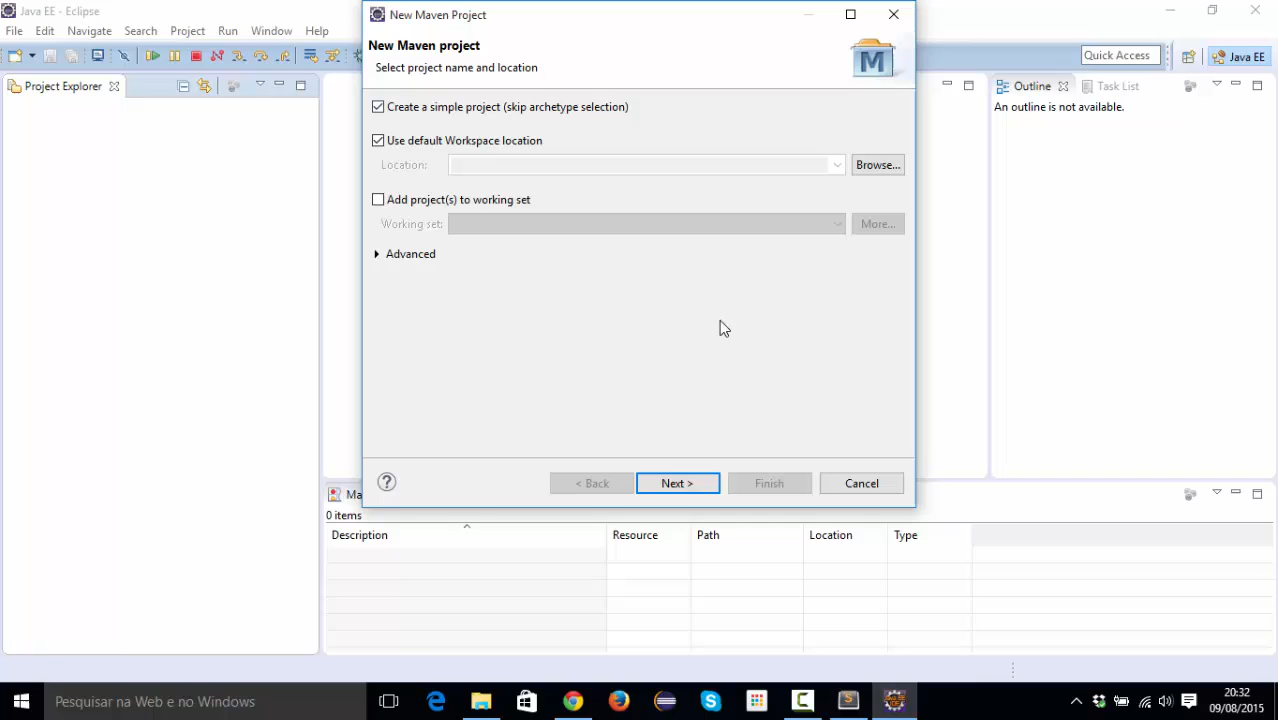 Java EE - Eclipse
File Edit Navigate Search Project Run Window Help
Quick Access
Java EE
Project Explorer
New Maven Project
New Maven project
Select project name and location
M
Create a simple project (skip archetype selection)
Use default Workspace location
Location:
Browse...
Add project(s) to working set
Working set:
More...
Advanced
?
< Back
Next >
Finish
Cancel
Outline
Task List
An outline is not available.
Ma
0 items
Description Resource Path Location Type
Pesquisar na Web e no Windows
20:32
09/08/2015